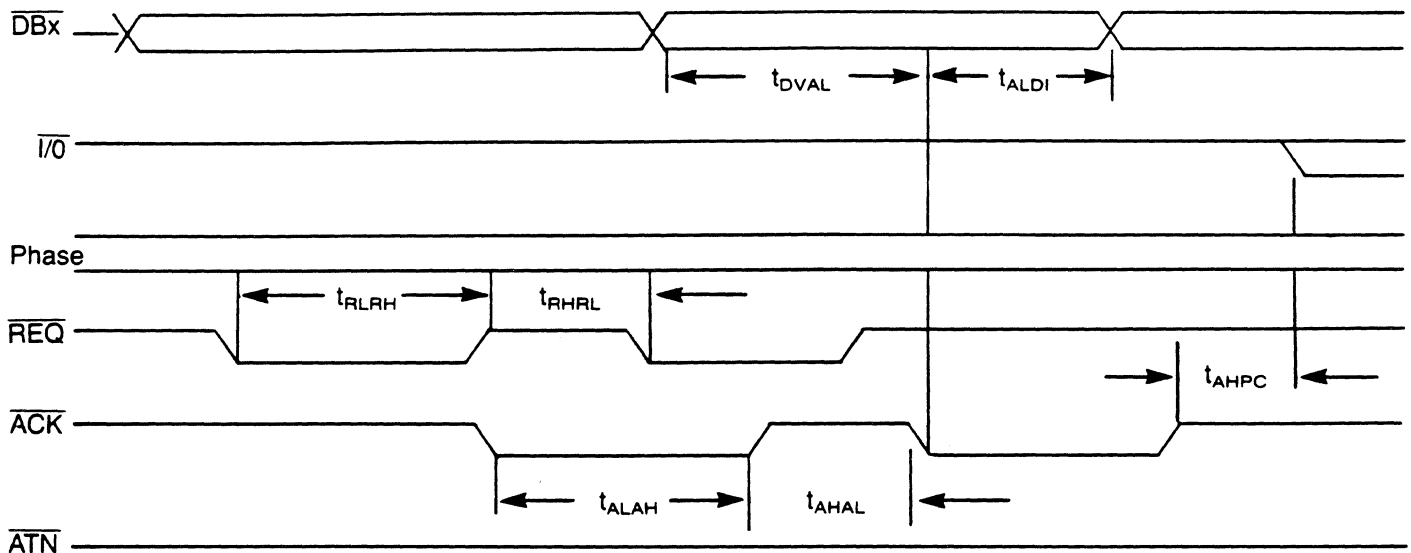 DBx
tDVAL
tALDI
I/O
Phase
tRLRH
tRHRL
REQ
tAHPC
ACK
tALAH
tAHAL
ATN